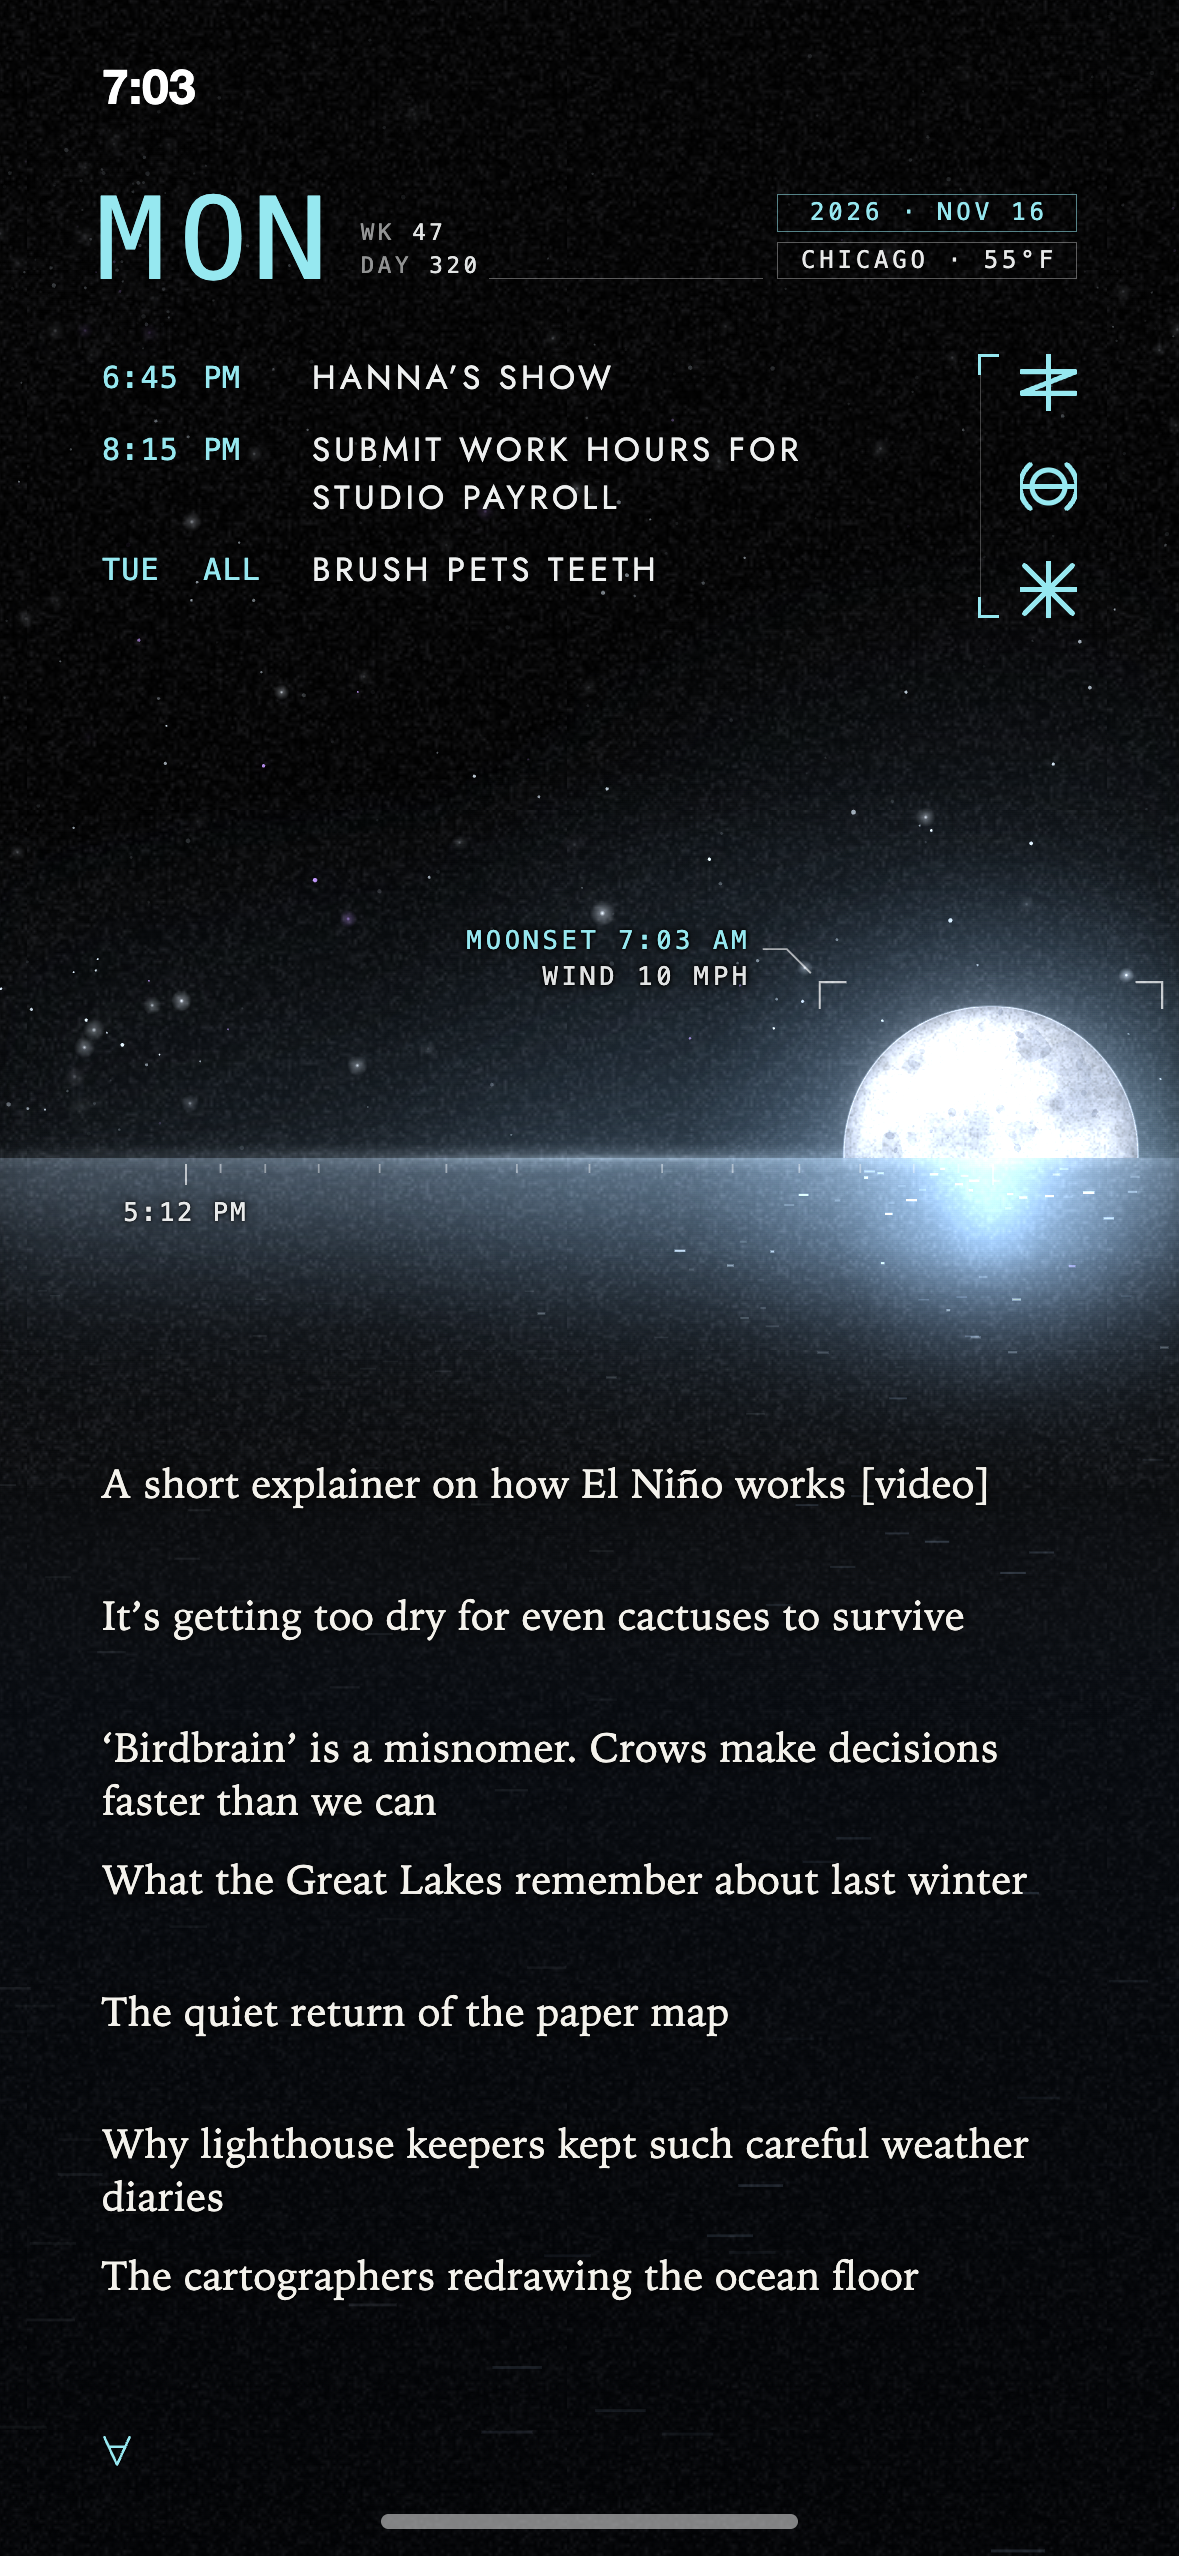 7:03
MON
WK 47
DAY 320
2026 · NOV 16
CHICAGO · 55°F
6:45 PM HANNA’S SHOW
8:15 PM SUBMIT WORK HOURS FOR
STUDIO PAYROLL
TUE ALL BRUSH PETS TEETH
MOONSET 7:03 AM
WIND 10 MPH
5:12 PM
A short explainer on how El Niño works [video]
It’s getting too dry for even cactuses to survive
‘Birdbrain’ is a misnomer. Crows make decisions
faster than we can
What the Great Lakes remember about last winter
The quiet return of the paper map
Why lighthouse keepers kept such careful weather
diaries
The cartographers redrawing the ocean floor